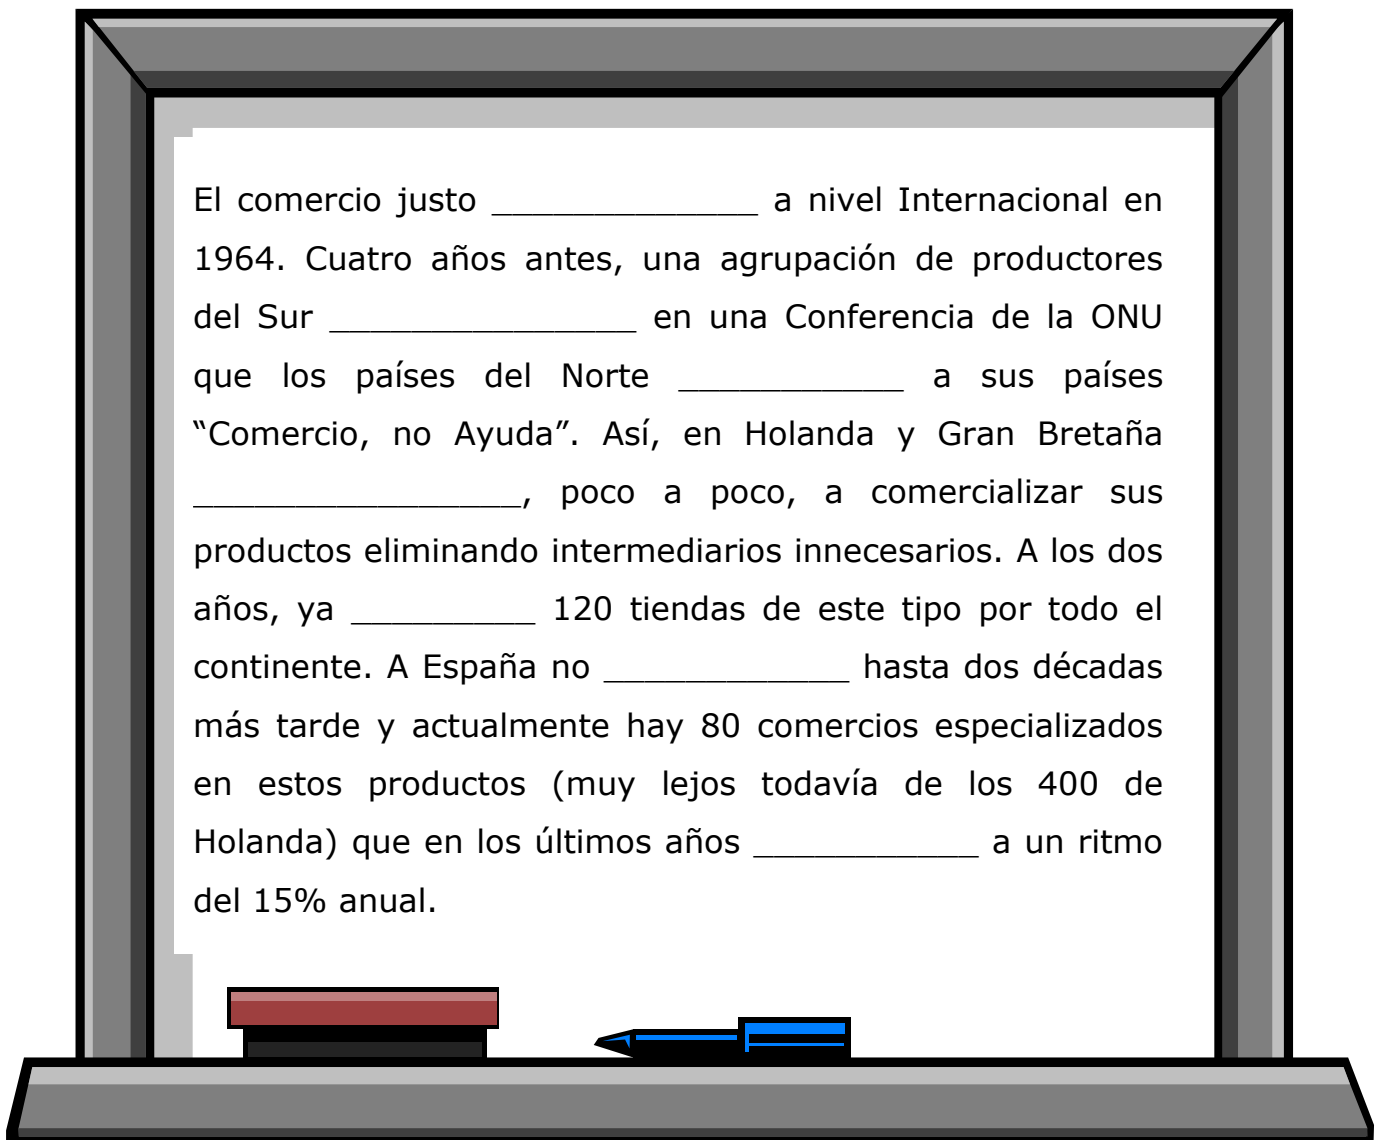 El comercio justo _____________ a nivel Internacional en
1964. Cuatro años antes, una agrupación de productores
del Sur _______________ en una Conferencia de la ONU
que los países del Norte ___________ a sus países
“Comercio, no Ayuda”. Así, en Holanda y Gran Bretaña
________________, poco a poco, a comercializar sus
productos eliminando intermediarios innecesarios. A los dos
años, ya _________ 120 tiendas de este tipo por todo el
continente. A España no ____________ hasta dos décadas
más tarde y actualmente hay 80 comercios especializados
en estos productos (muy lejos todavía de los 400 de
Holanda) que en los últimos años ___________ a un ritmo
del 15% anual.